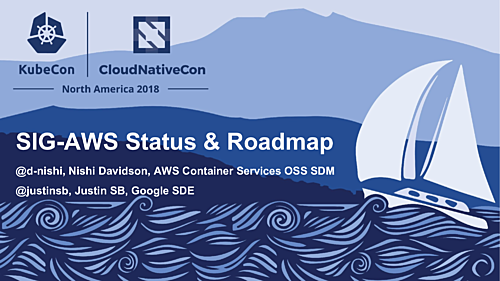 KubeCon
CloudNativeCon
North America 2018
SIG-AWS Status & Roadmap
@d-nishi, Nishi Davidson, AWS Container Services OSS SDM
@justinsb, Justin SB, Google SDE